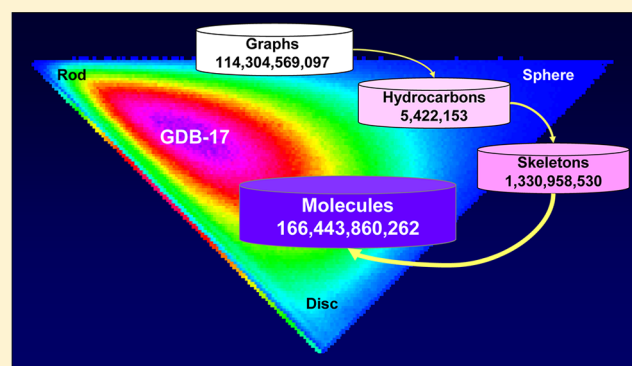 Graphs
114,304,569,097
Rod
Sphere
Hydrocarbons
5,422,153
GDB-17
Skeletons
1,330,958,530
Molecules
166,443,860,262
Disc